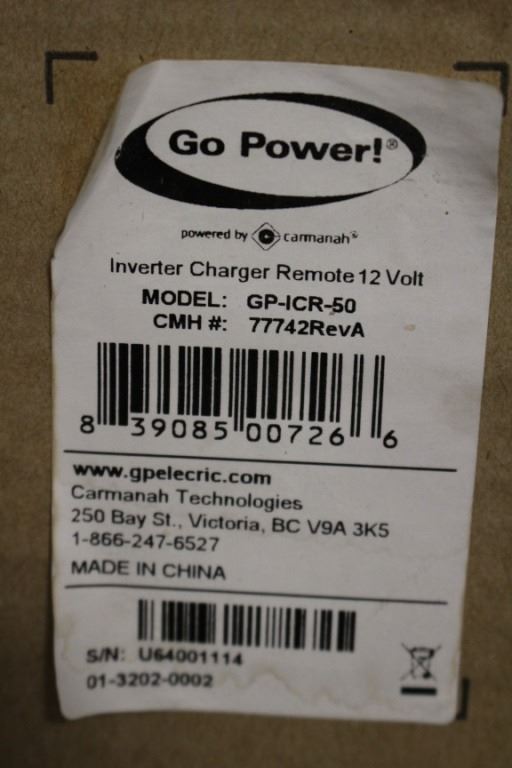 Go Power!®
powered by carmanah
Inverter Charger Remote 12 Volt
MODEL: GP-ICR-50
CMH #: 77742RevA
8 39085 00726 6
www.gpelecric.com
Carmanah Technologies
250 Bay St., Victoria, BC V9A 3K5
1-866-247-6527
MADE IN CHINA
S/N: U64001114
01-3202-0002